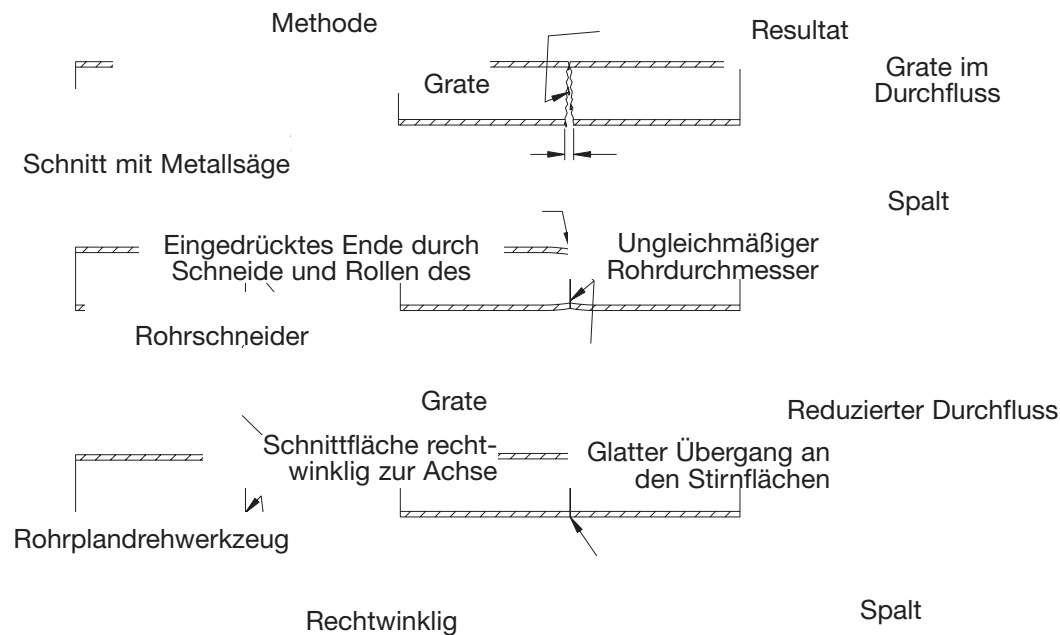 Methode
Resultat
Grate
Grate im
Durchfluss
Schnitt mit Metallsäge
Spalt
Eingedrücktes Ende durch
Schneide und Rollen des
Ungleichmäßiger
Rohrdurchmesser
Rohrschneider
Grate
Reduzierter Durchfluss
Schnittfläche recht-
winklig zur Achse
Glatter Übergang an
den Stirnflächen
Rohrplandrehwerkzeug
Rechtwinklig
Spalt